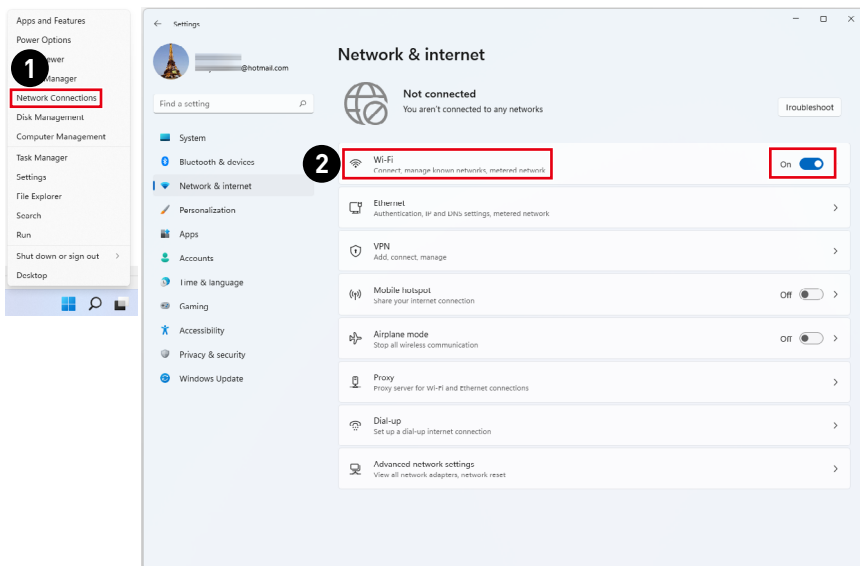 Apps and Features
Power Options
ewer
1
Manager
Network Connections
Disk Management
Computer Management
Task Manager
Settings
File Explorer
Search
Run
Shut down or sign out
Desktop
Settings
@hotmail.com
Find a setting
System
Bluetooth & devices
Network & internet
Personalization
Apps
Accounts
Time & language
Gaming
Accessibility
Privacy & security
Windows Update
Network & internet
Not connected
You aren't connected to any networks
Troubleshoot
2
Wi-Fi
Connect, manage known networks, metered network
On
Ethernet
Authentication, IP and DNS settings, metered network
VPN
Add, connect, manage
Mobile hotspot
Share your internet connection
Off
Airplane mode
Stop all wireless communication
Off
Proxy
Proxy server for Wi-Fi and Ethernet connections
Dial-up
Set up a dial-up internet connection
Advanced network settings
View all network adapters, network reset